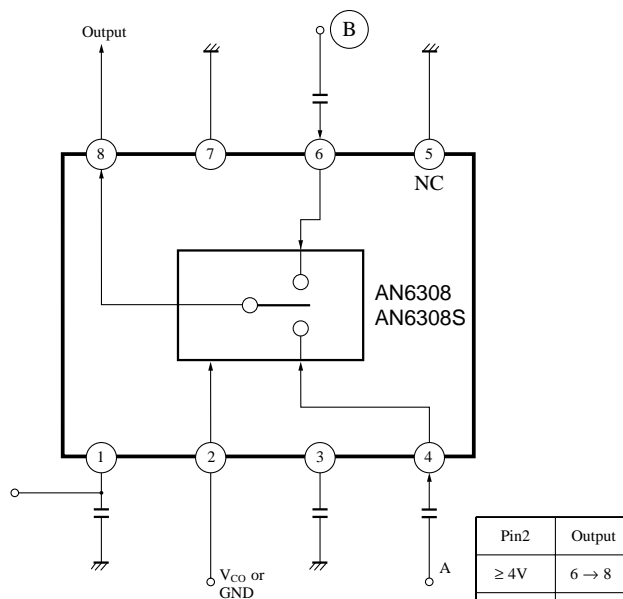 Output
B
8
7
6
5
NC
AN6308
AN6308S
1
2
3
4
V_CO or
GND
A
Pin2 Output
≥ 4V 6 → 8